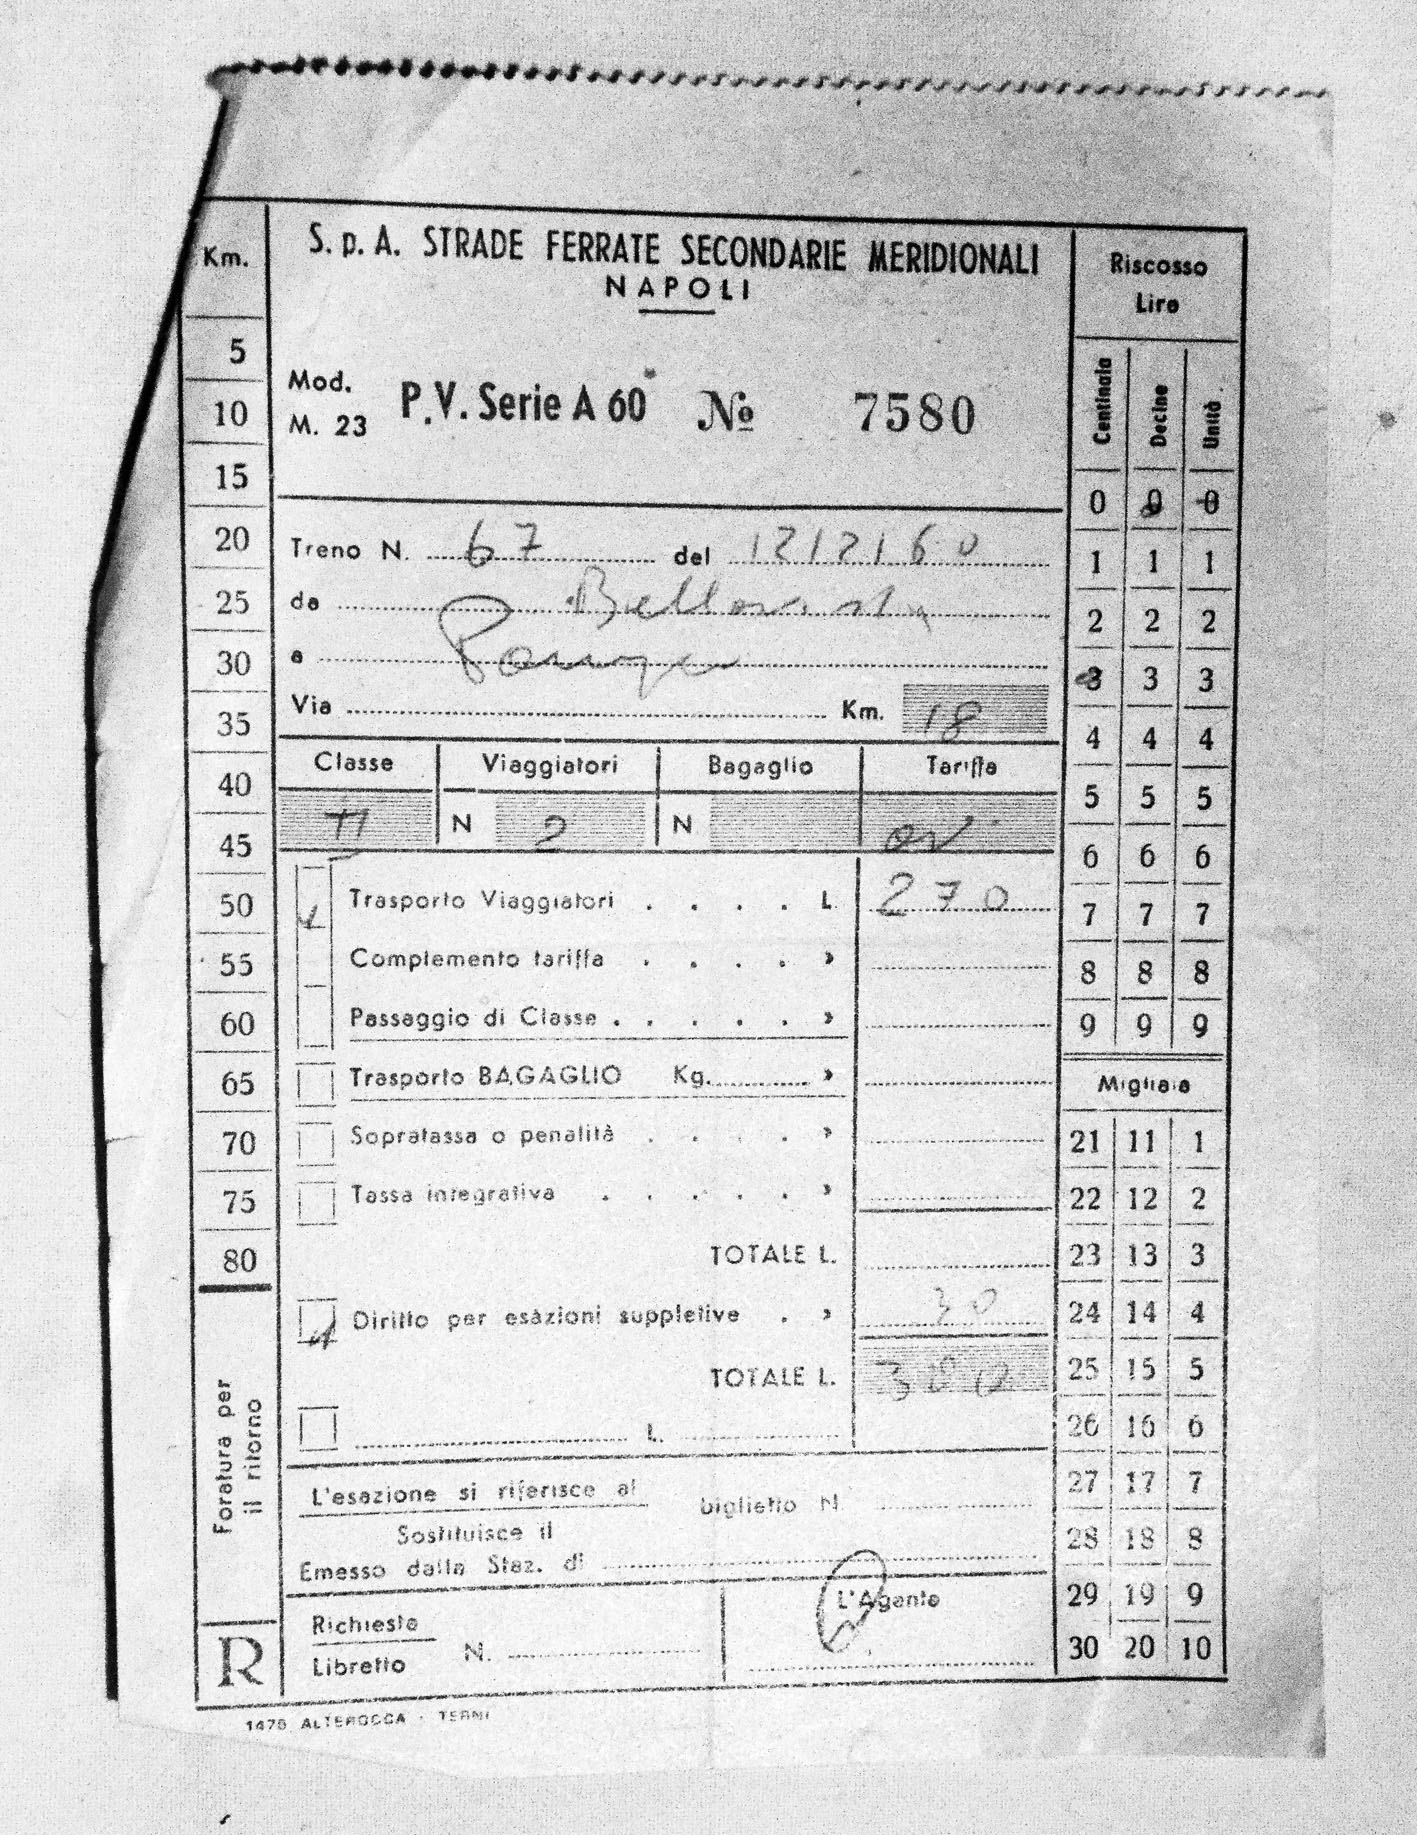 Km.
5
10
15
20
25
30
35
40
45
50
55
60
65
70
75
80
Foratura per
il ritorno
R
S. p. A. STRADE FERRATE SECONDARIE MERIDIONALI
NAPOLI
Mod.
M. 23
P.V. Serie A 60 No 7580
Treno N. 67 del 12 12 1960
da
a
Via Km. 18
Classe Viaggiatori Bagaglio Tariffa
II N 2 N
Trasporto Viaggiatori . . . . L. 270
Complemento tariffa . . . . »
Passaggio di Classe . . . . . »
Trasporto BAGAGLIO Kg. »
Sopratassa o penalità . . . . »
Tassa integrativa . . . . . »
TOTALE L.
Diritto per esazioni suppletive . » 30
TOTALE L. 300
L.
L'esazione si riferisce al
Sostituisce il
biglietto N.
Emesso dalla Staz. di
Richiesta
Libretto
N.
L'Agente
Riscosso
Lire
Centinaia Decine Unità
0 0 0
1 1 1
2 2 2
3 3 3
4 4 4
5 5 5
6 6 6
7 7 7
8 8 8
9 9 9
Migliaia
21 11 1
22 12 2
23 13 3
24 14 4
25 15 5
26 16 6
27 17 7
28 18 8
29 19 9
30 20 10
1470 ALTEROCCA - TERNI